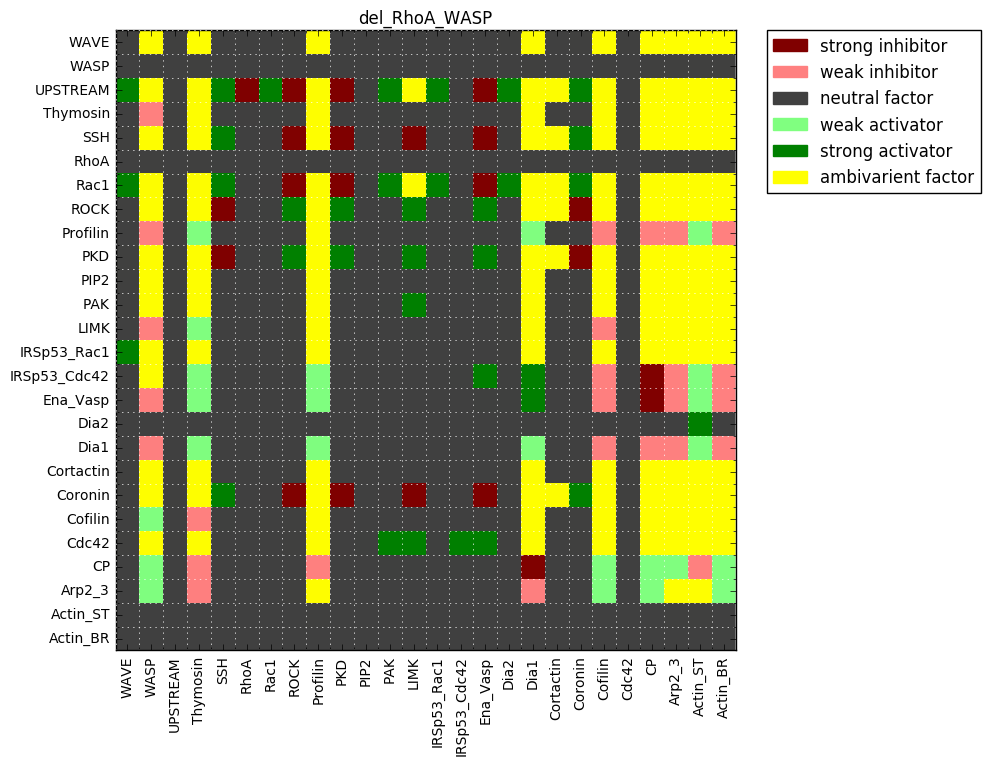 del_RhoA_WASP
WAVE
WASP
UPSTREAM
Thymosin
SSH
RhoA
Rac1
ROCK
Profilin
PKD
PIP2
PAK
LIMK
IRSp53_Rac1
IRSp53_Cdc42
Ena_Vasp
Dia2
Dia1
Cortactin
Coronin
Cofilin
Cdc42
CP
Arp2_3
Actin_ST
Actin_BR
WAVE
WASP
UPSTREAM
Thymosin
SSH
RhoA
Rac1
ROCK
Profilin
PKD
PIP2
PAK
LIMK
IRSp53_Rac1
IRSp53_Cdc42
Ena_Vasp
Dia2
Dia1
Cortactin
Coronin
Cofilin
Cdc42
CP
Arp2_3
Actin_ST
Actin_BR
strong inhibitor
weak inhibitor
neutral factor
weak activator
strong activator
ambivarient factor